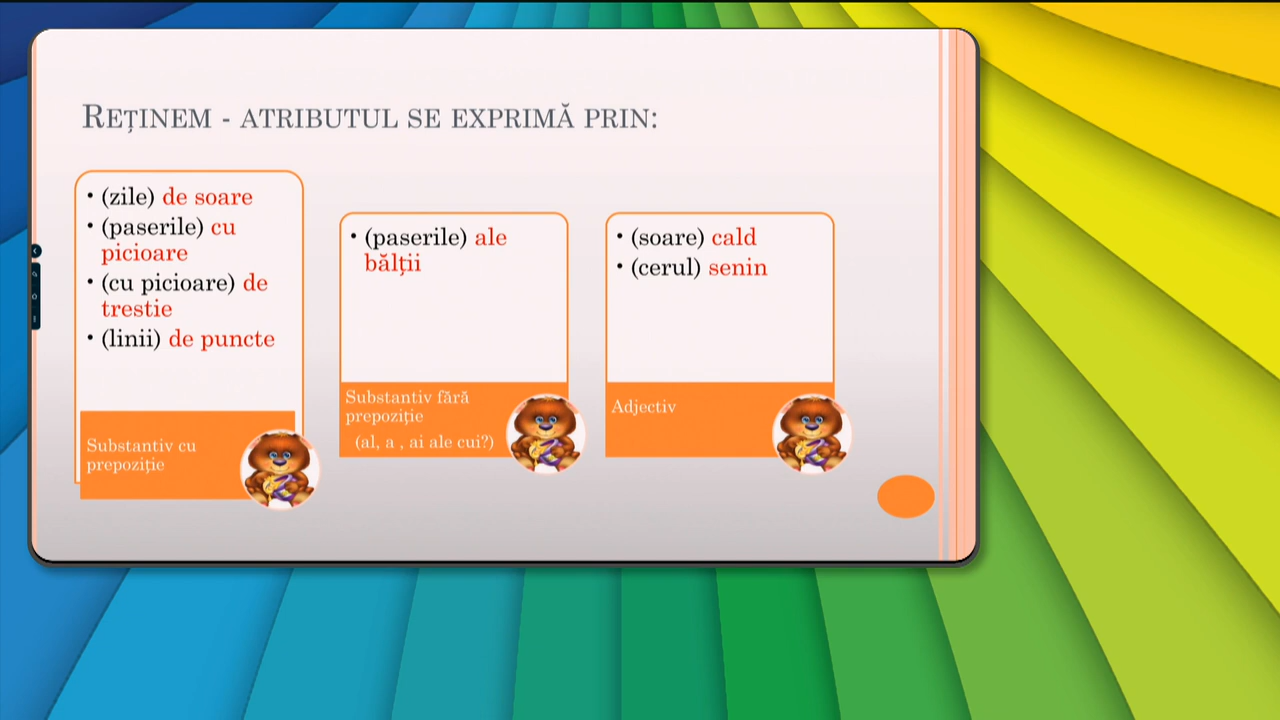 Reținem - atributul se exprimă prin:
• (zile) de soare
• (paserile) cu
picioare
• (cu picioare) de
trestie
• (linii) de puncte
Substantiv cu
prepoziție
• (paserile) ale
bălții
Substantiv fără
prepoziție
(al, a , ai ale cui?)
• (soare) cald
• (cerul) senin
Adjectiv